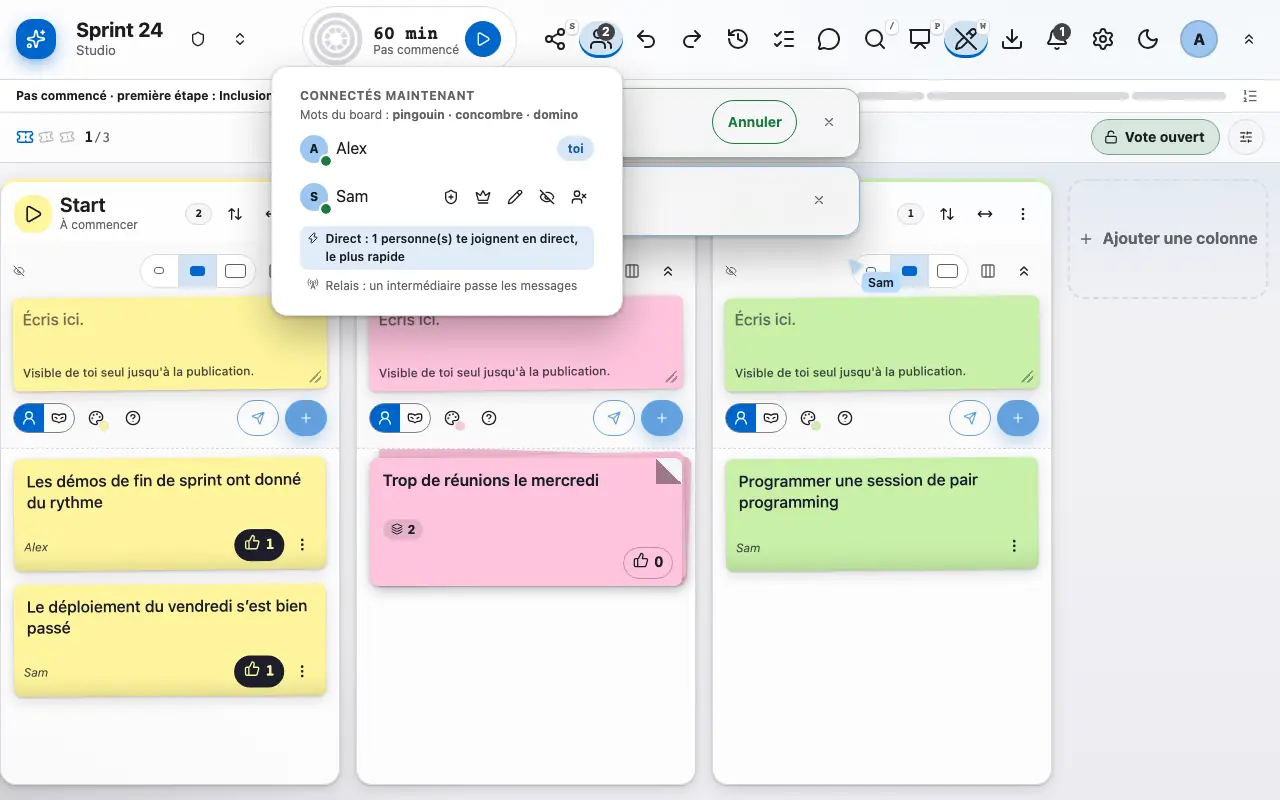 Sprint 24
Studio
60 min
Pas commencé
S
2
/
P
W
1
A
Pas commencé · première étape : Inclusion
1/3
Vote ouvert
CONNECTÉS MAINTENANT
Mots du board : pingouin · concombre · domino
A
Alex
toi
S
Sam
Direct : 1 personne(s) te joignent en direct,
le plus rapide
Relais : un intermédiaire passe les messages
Annuler
Start
À commencer
2
1
Ajouter une colonne
Sam
Écris ici.
Visible de toi seul jusqu'à la publication.
Écris ici.
Visible de toi seul jusqu'à la publication.
Écris ici.
Visible de toi seul jusqu'à la publication.
Les démos de fin de sprint ont donné
du rythme
Alex
1
Le déploiement du vendredi s’est bien
passé
Sam
1
Trop de réunions le mercredi
2
0
Programmer une session de pair
programming
Sam